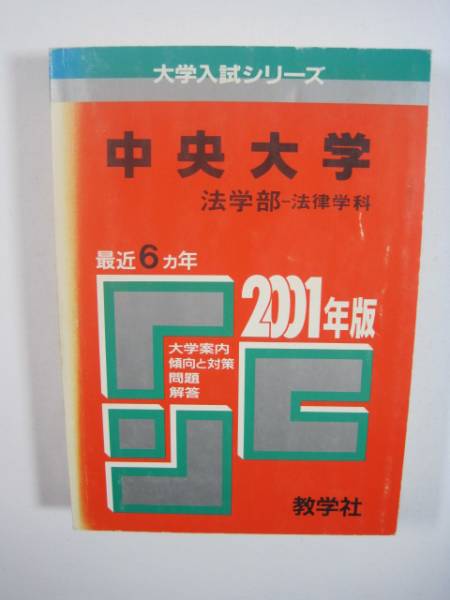 大学入試シリーズ
中央大学
法学部-法律学科
最近6ヵ年
2001年版
大学案内
傾向と対策
問題
解答
教学社